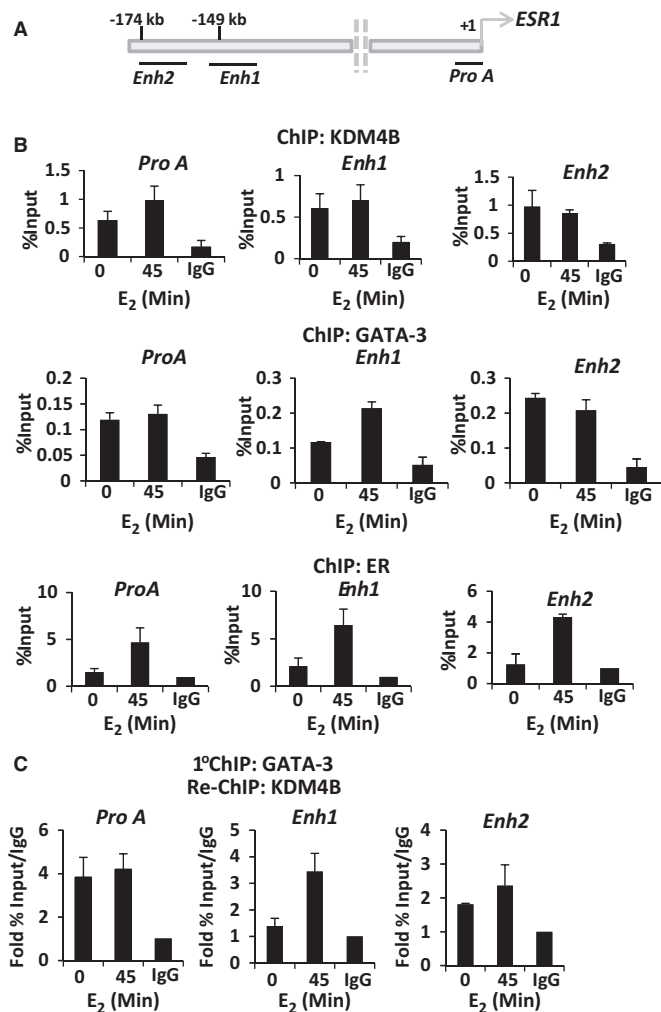 A
-174 kb -149 kb +1 ESR1
Enh2 Enh1 Pro A
B
ChIP: KDM4B
Pro A Enh1 Enh2
%Input
1.5
1
0.5
0
0 45 IgG
E2 (Min)
%Input
1
0.5
0
0 45 IgG
E2 (Min)
%Input
1.5
1
0.5
0
0 45 IgG
E2 (Min)
ChIP: GATA-3
ProA Enh1 Enh2
%Input
0.2
0.15
0.1
0.05
0
0 45 IgG
E2 (Min)
%Input
0.3
0.2
0.1
0
0 45 IgG
E2 (Min)
%Input
0.3
0.2
0.1
0
0 45 IgG
E2 (Min)
ChIP: ER
ProA Enh1 Enh2
%Input
10
5
0
0 45 IgG
E2 (Min)
%Input
10
5
0
0 45 IgG
E2 (Min)
%Input
6
4
2
0
0 45 IgG
E2 (Min)
C
1ºChIP: GATA-3
Re-ChIP: KDM4B
Pro A Enh1 Enh2
Fold % Input/IgG
6
4
2
0
0 45 IgG
E2 (Min)
Fold % Input/IgG
5
4
3
2
1
0
0 45 IgG
E2 (Min)
Fold % Input/IgG
4
3
2
1
0
0 45 IgG
E2 (Min)